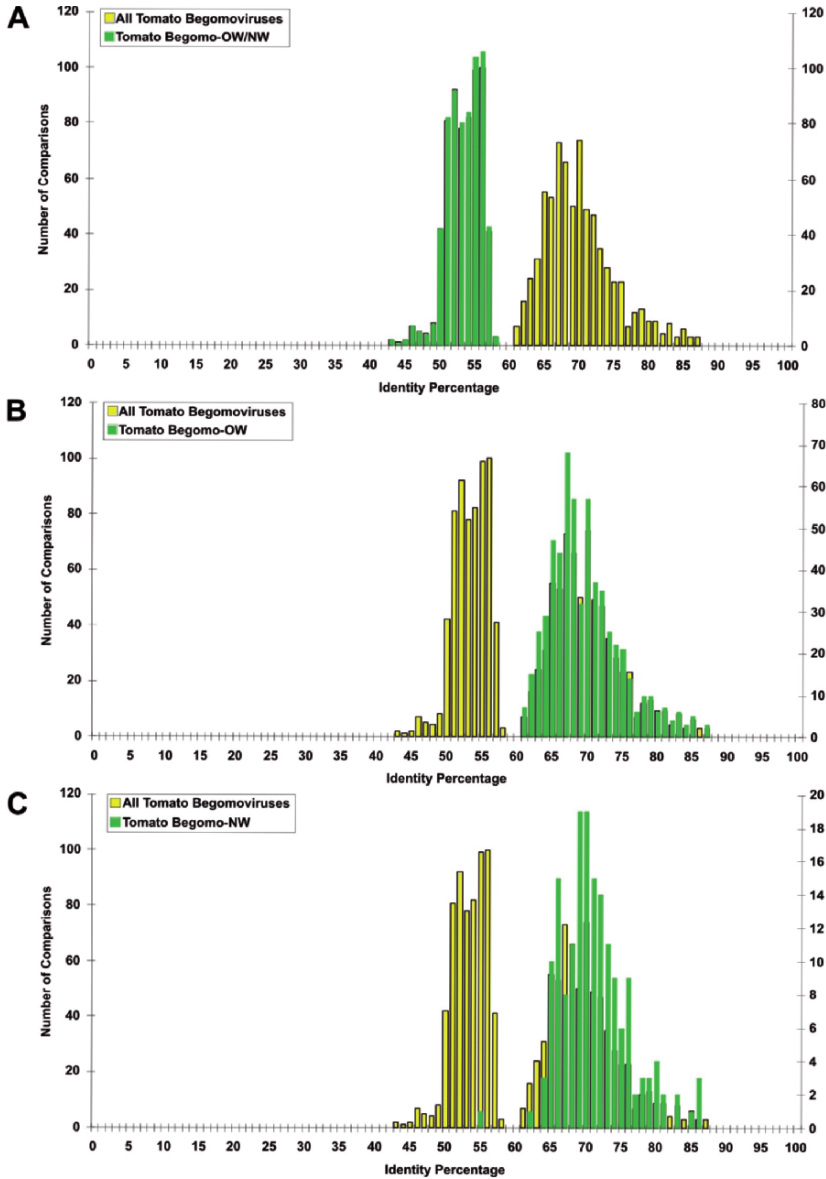 A
All Tomato Begomoviruses
Tomato Begomo-OW/NW
Number of Comparisons
120
100
80
60
40
20
0
120
100
80
60
40
20
0
0 5 10 15 20 25 30 35 40 45 50 55 60 65 70 75 80 85 90 95 100
Identity Percentage
B
All Tomato Begomoviruses
Tomato Begomo-OW
Number of Comparisons
120
100
80
60
40
20
0
80
70
60
50
40
30
20
10
0
0 5 10 15 20 25 30 35 40 45 50 55 60 65 70 75 80 85 90 95 100
Identity Percentage
C
All Tomato Begomoviruses
Tomato Begomo-NW
Number of Comparisons
120
100
80
60
40
20
0
20
18
16
14
12
10
8
6
4
2
0
0 5 10 15 20 25 30 35 40 45 50 55 60 65 70 75 80 85 90 95 100
Identity Percentage